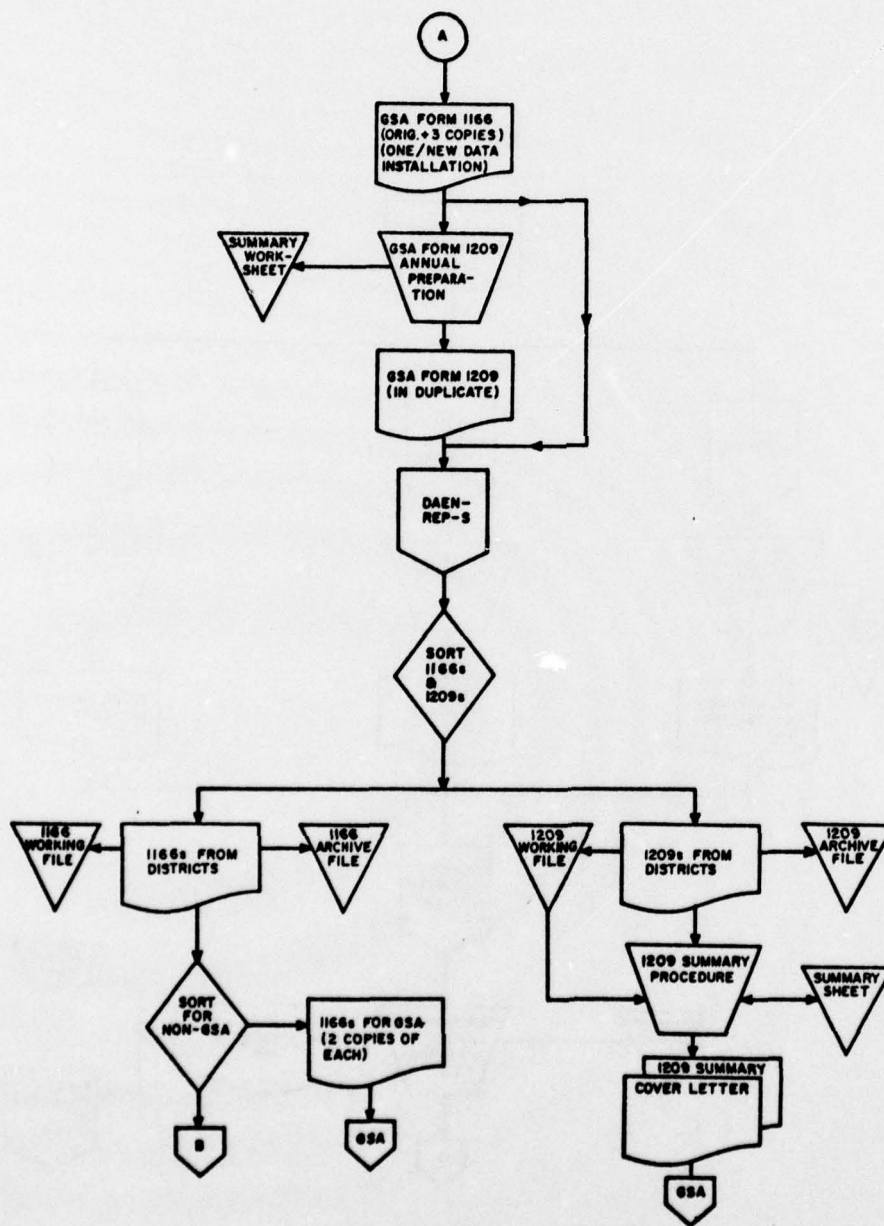 A
GSA FORM 1166
(ORIG.+3 COPIES)
(ONE/NEW DATA
INSTALLATION)
SUMMARY
WORK-
SHEET
GSA FORM 1209
ANNUAL
PREPARA-
TION
GSA FORM 1209
(IN DUPLICATE)
DAEN-
REP-S
SORT
1166s
&
1209s
1166
WORKING
FILE
1166s FROM
DISTRICTS
1166
ARCHIVE
FILE
1209
WORKING
FILE
1209s FROM
DISTRICTS
1209
ARCHIVE
FILE
SORT
FOR
NON-GSA
1166s FOR GSA
(2 COPIES OF
EACH)
1209 SUMMARY
PROCEDURE
SUMMARY
SHEET
1209 SUMMARY
COVER LETTER
B
GSA
GSA